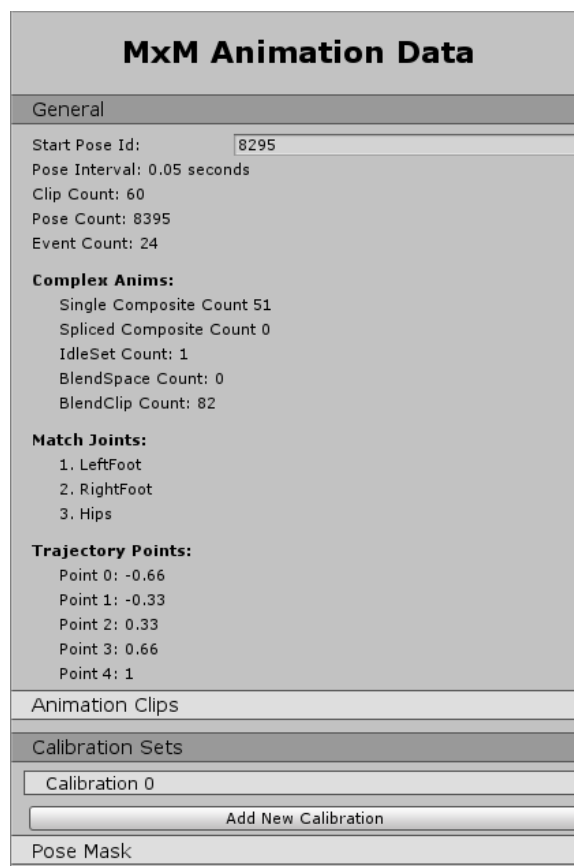 MxM Animation Data
General
Start Pose Id: 8295
Pose Interval: 0.05 seconds
Clip Count: 60
Pose Count: 8395
Event Count: 24
Complex Anims:
Single Composite Count 51
Spliced Composite Count 0
IdleSet Count: 1
BlendSpace Count: 0
BlendClip Count: 82
Match Joints:
1. LeftFoot
2. RightFoot
3. Hips
Trajectory Points:
Point 0: -0.66
Point 1: -0.33
Point 2: 0.33
Point 3: 0.66
Point 4: 1
Animation Clips
Calibration Sets
Calibration 0
Add New Calibration
Pose Mask